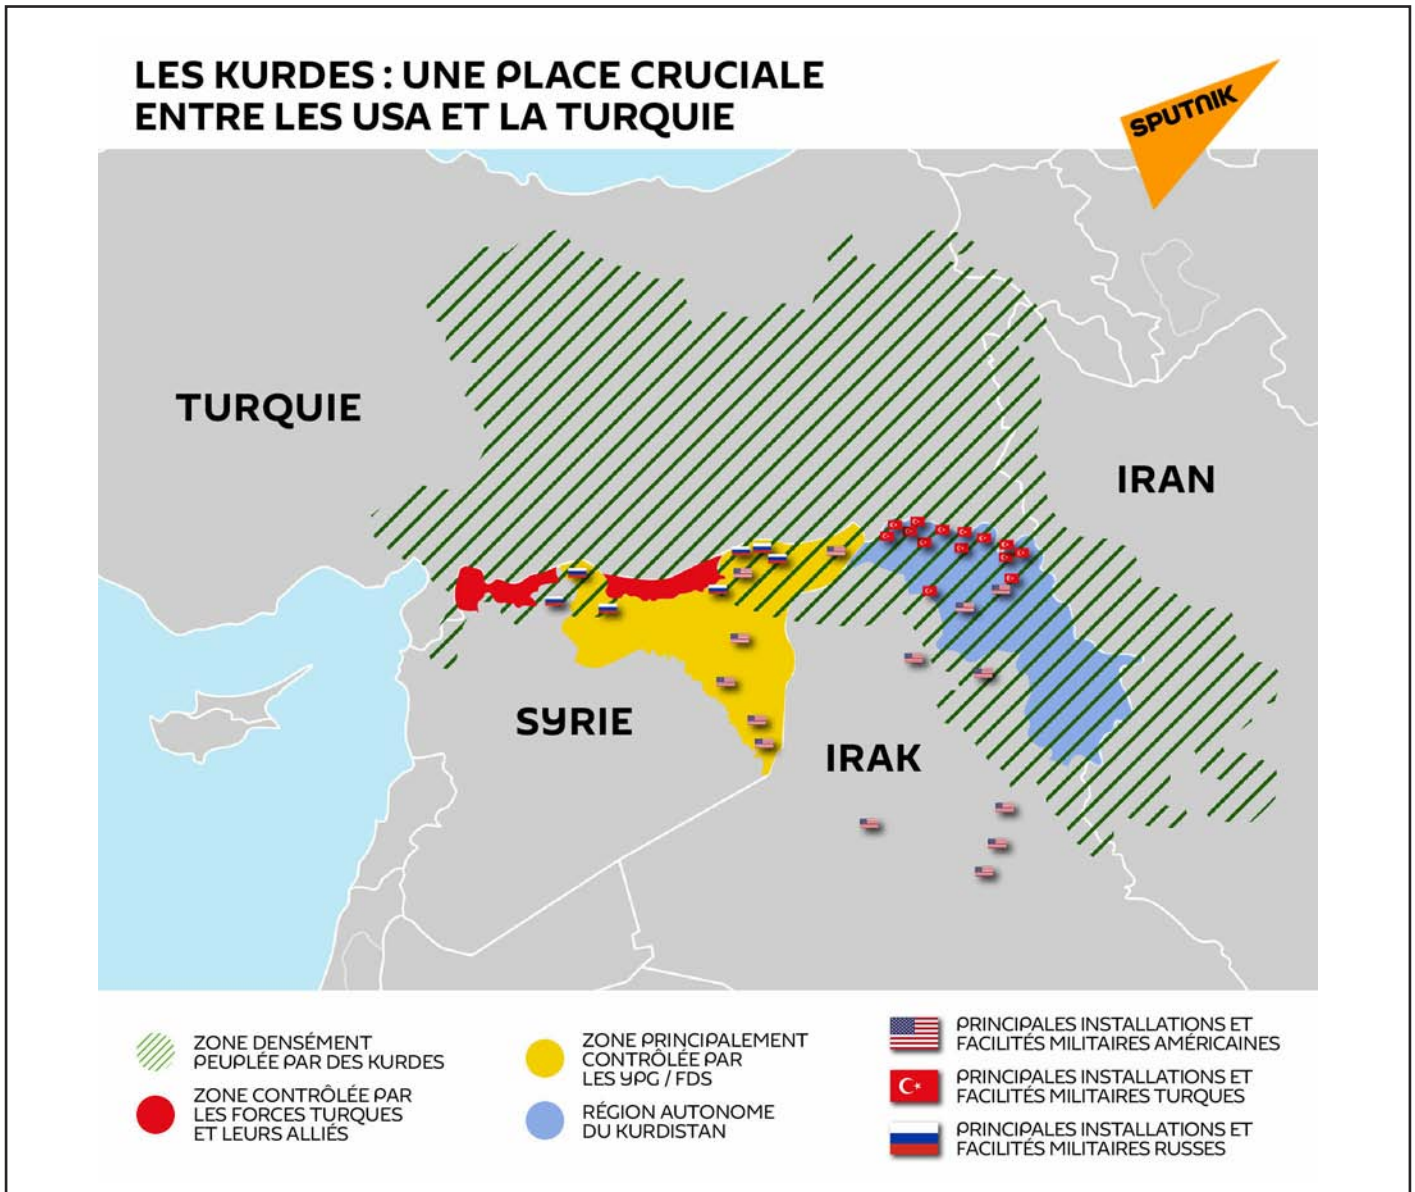 LES KURDES : UNE PLACE CRUCIALE
ENTRE LES USA ET LA TURQUIE
SPUTNIK
TURQUIE
IRAN
SYRIE
IRAK
ZONE DENSÉMENT
PEUPLÉE PAR DES KURDES
ZONE CONTRÔLÉE PAR
LES FORCES TURQUES
ET LEURS ALLIÉS
ZONE PRINCIPALEMENT
CONTRÔLÉE PAR
LES YPG / FDS
RÉGION AUTONOME
DU KURDISTAN
PRINCIPALES INSTALLATIONS ET
FACILITÉS MILITAIRES AMÉRICAINES
PRINCIPALES INSTALLATIONS ET
FACILITÉS MILITAIRES TURQUES
PRINCIPALES INSTALLATIONS ET
FACILITÉS MILITAIRES RUSSES